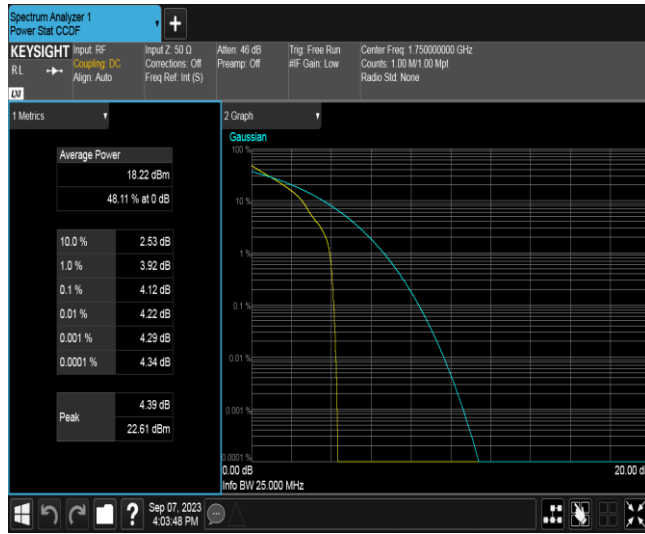 Spectrum Analyzer 1
Power Stat CCDF
+
KEYSIGHT
R L
LXI
Input: RF
Coupling: DC
Align: Auto
Input Z: 50 Ω
Corrections: Off
Freq Ref: Int (S)
Atten: 46 dB
Preamp: Off
Trig: Free Run
#IF Gain: Low
Center Freq: 1.750000000 GHz
Counts: 1.00 M/1.00 Mpt
Radio Std: None
1 Metrics
Average Power
18.22 dBm
48.11 % at 0 dB
10.0 % 2.53 dB
1.0 % 3.92 dB
0.1 % 4.12 dB
0.01 % 4.22 dB
0.001 % 4.29 dB
0.0001 % 4.34 dB
Peak
4.39 dB
22.61 dBm
2 Graph
Gaussian
100 %
10 %
1 %
0.1 %
0.01 %
0.001 %
0.0001 %
0.00 dB
20.00 d
Info BW 25.000 MHz
?
Sep 07, 2023
4:03:48 PM